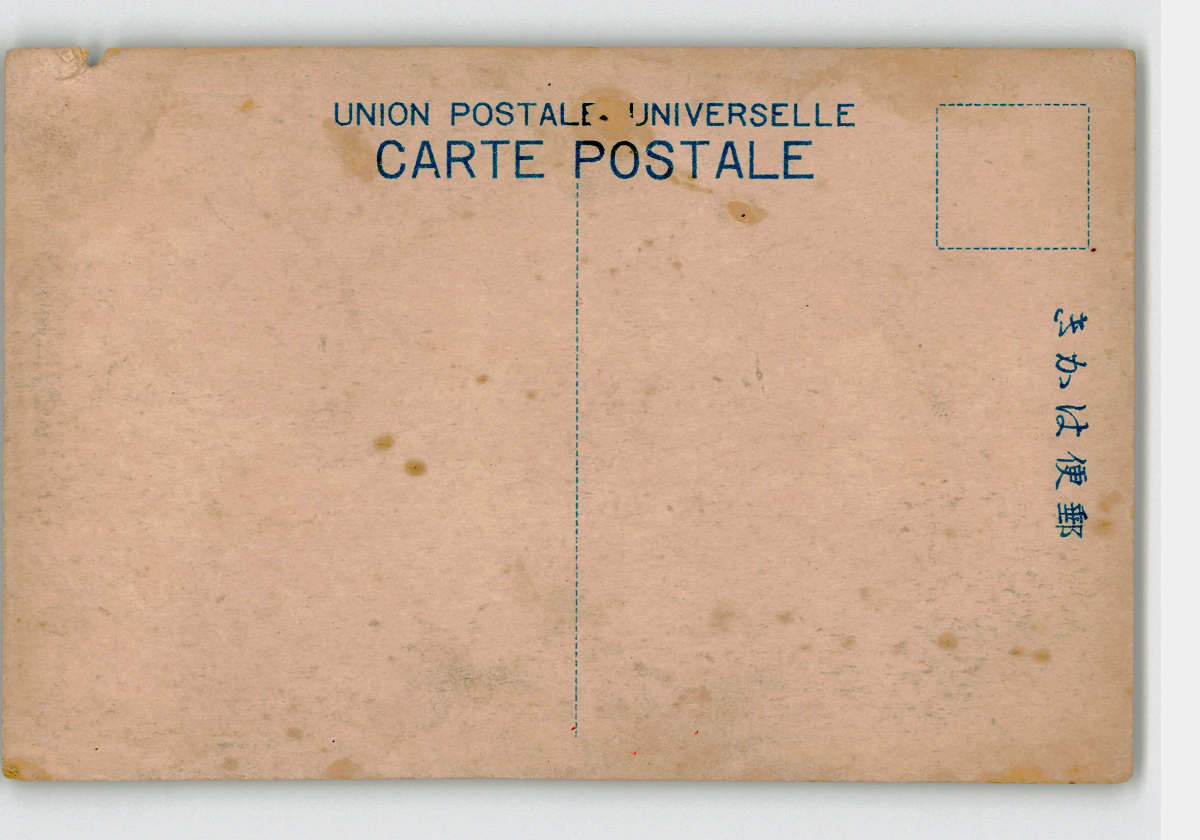 UNION POSTALE. UNIVERSELLE
CARTE POSTALE
郵便はかき